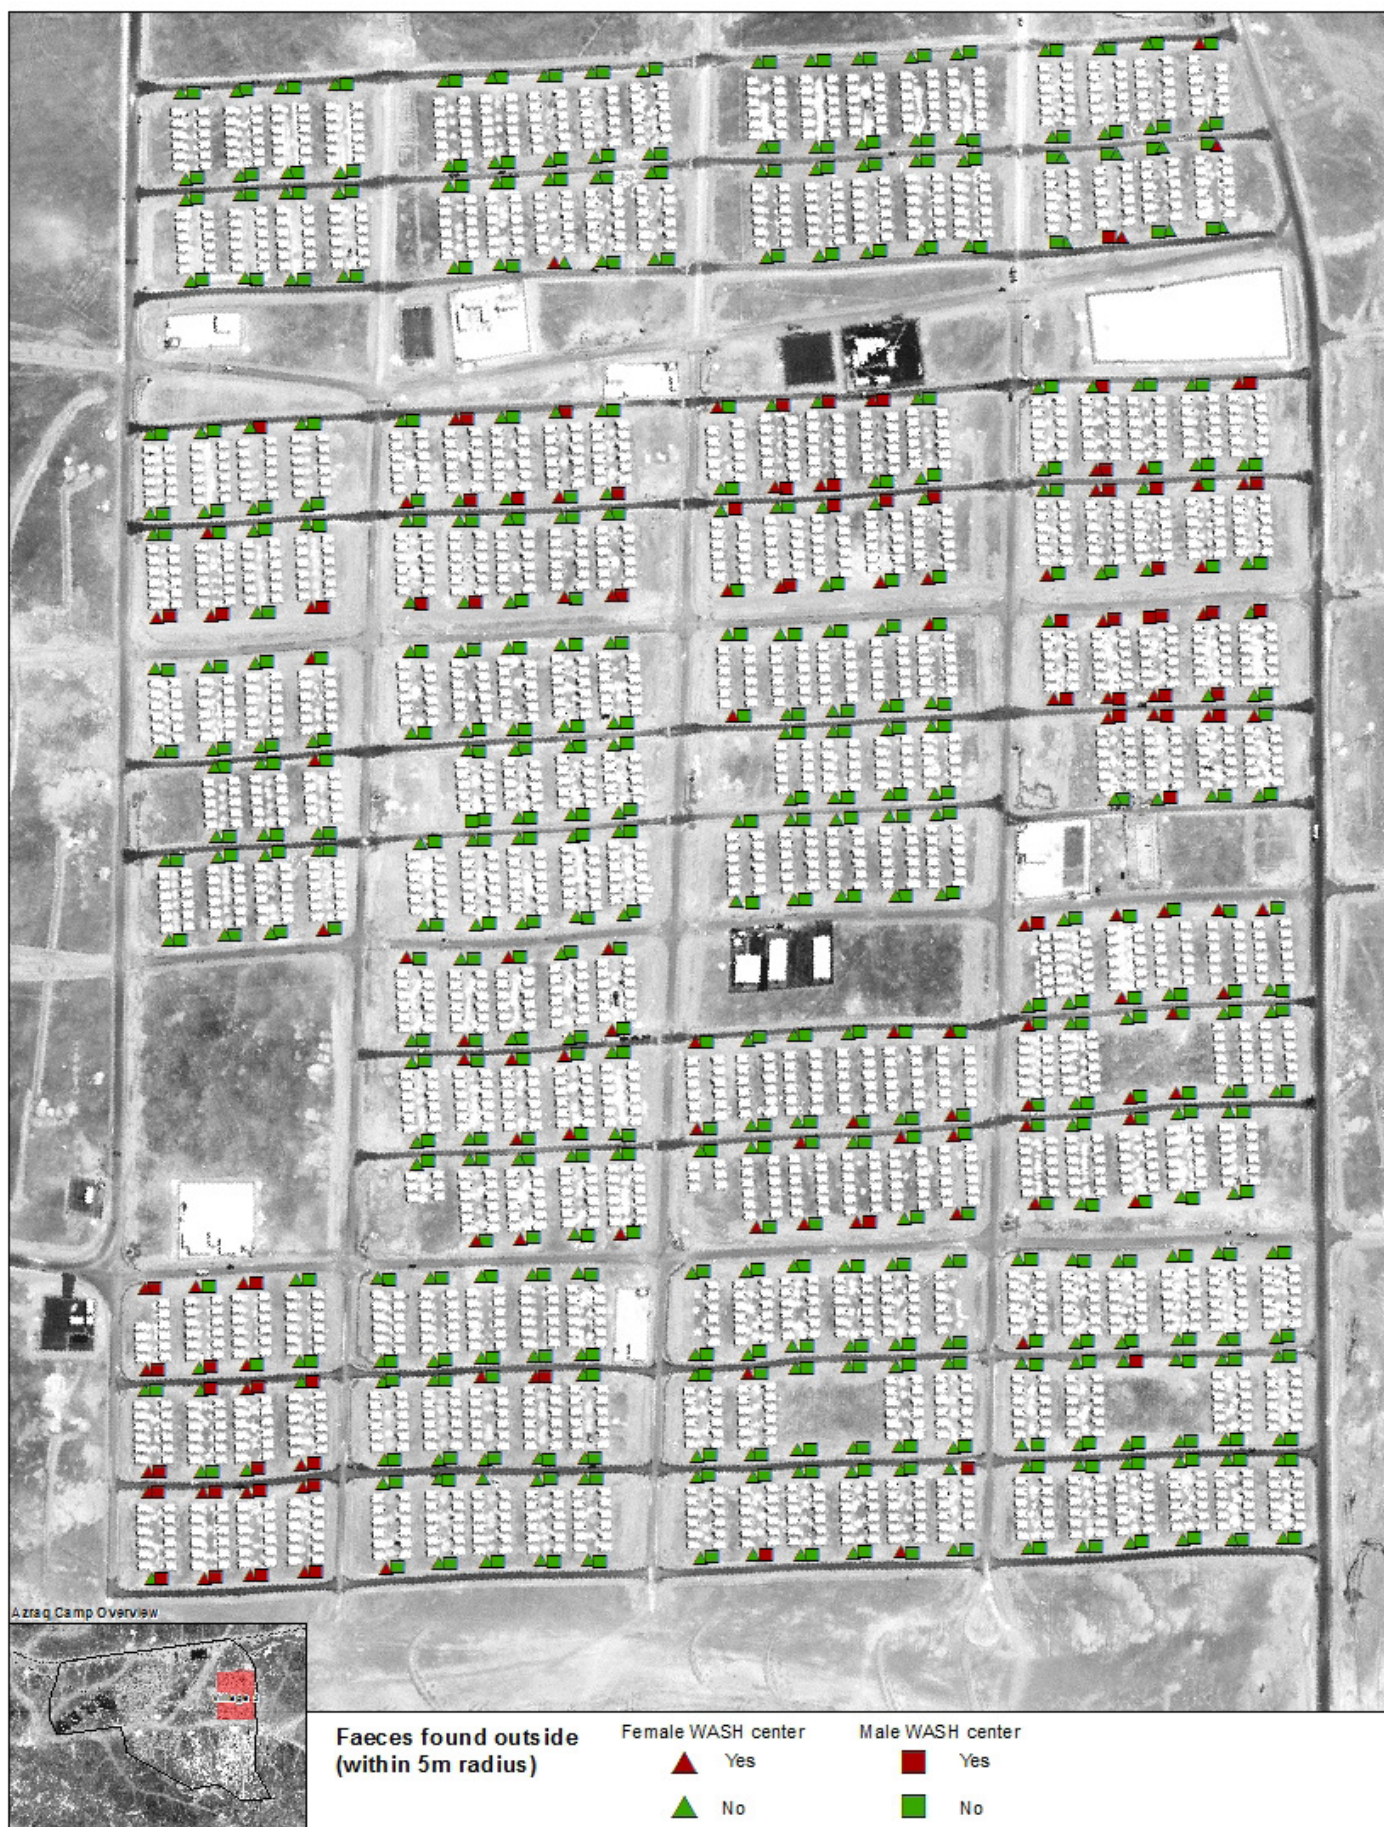 Azraq Camp Overview
Faeces found outside
(within 5m radius)
Female WASH center
Yes
No
Male WASH center
Yes
No